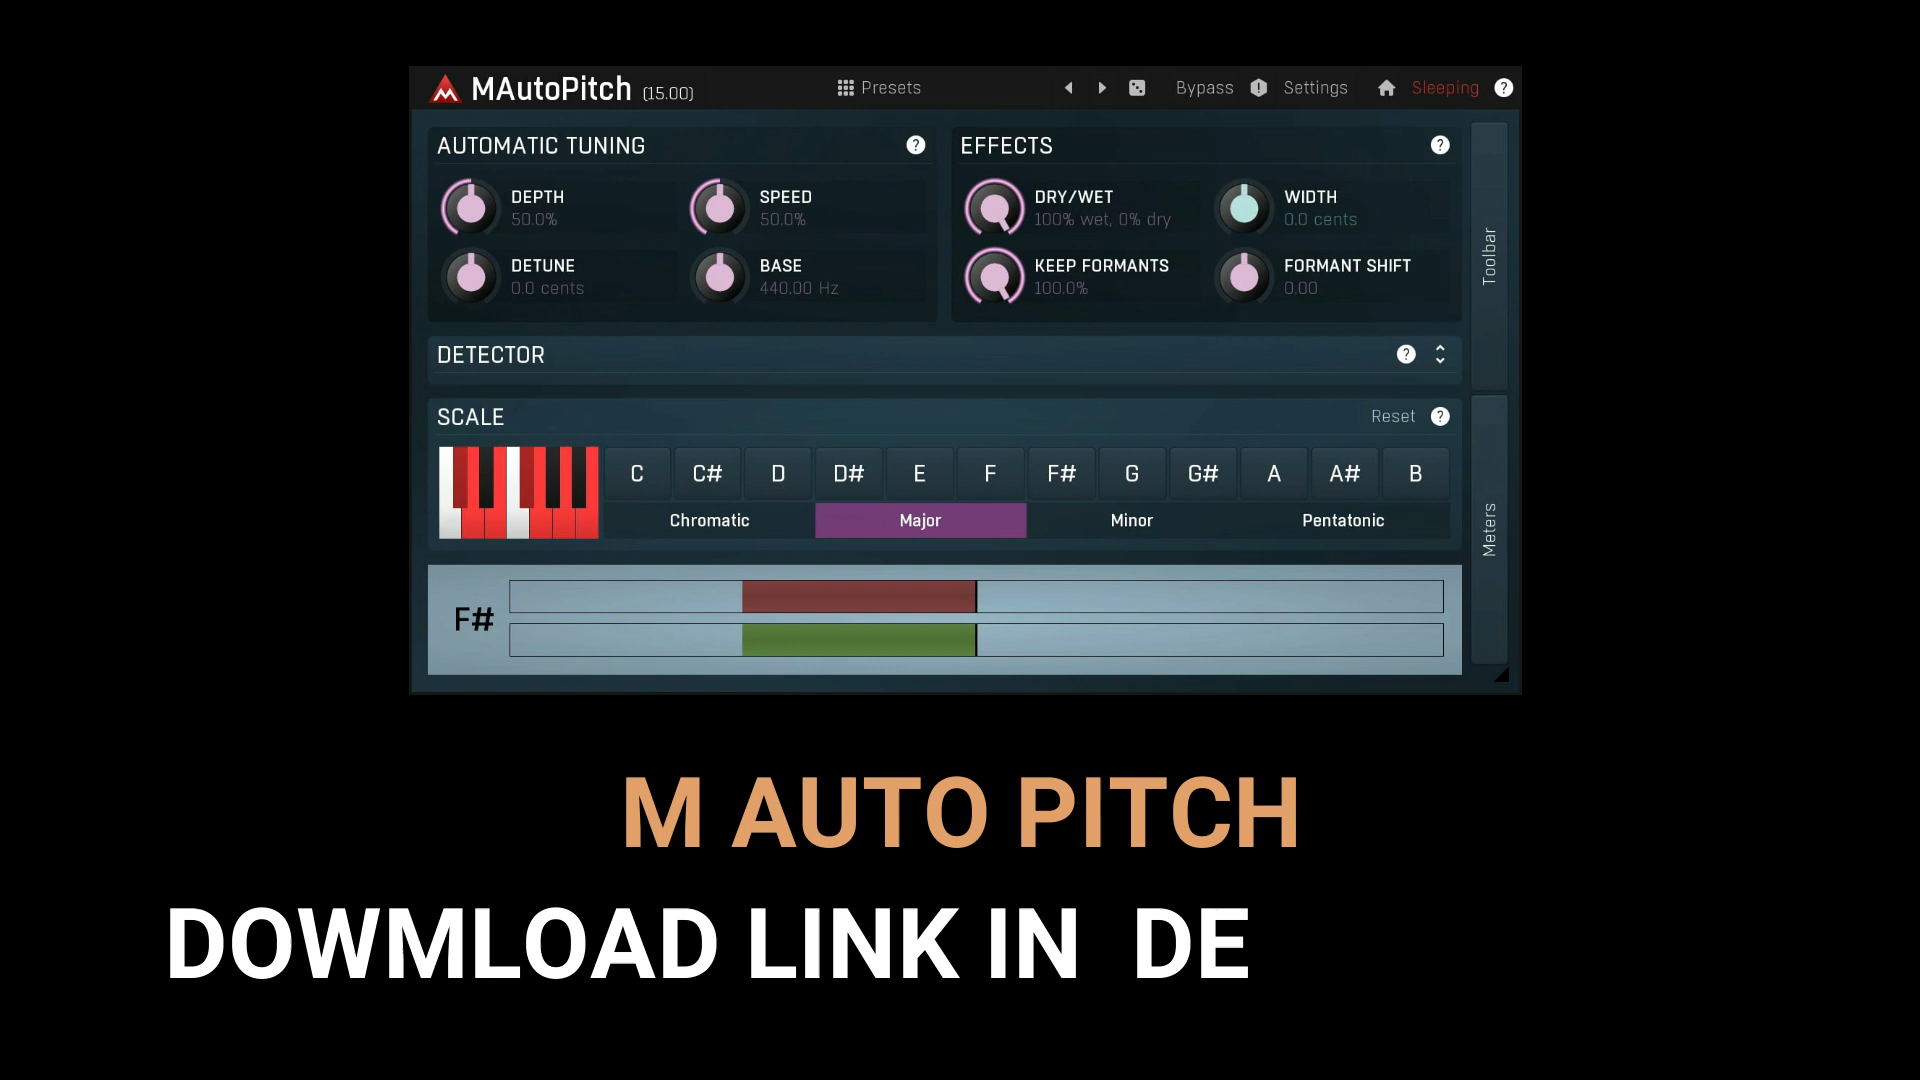 MAutoPitch (15.00) Presets Bypass Settings Sleeping ?
AUTOMATIC TUNING ? EFFECTS ?
DEPTH SPEED DRY/WET WIDTH
50.0% 50.0% 100% wet, 0% dry 0.0 cents
DETUNE BASE KEEP FORMANTS FORMANT SHIFT
0.0 cents 440.00 Hz 100.0% 0.00
Toolbar
DETECTOR ?
SCALE Reset ?
C C# D D# E F F# G G# A A# B
Chromatic Major Minor Pentatonic
Meters
F#
M AUTO PITCH
DOWMLOAD LINK IN DE